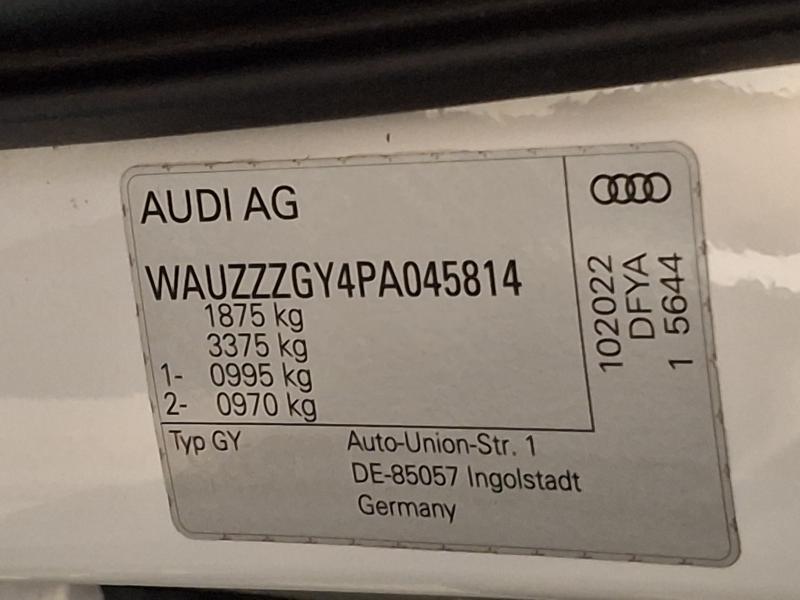 AUDI AG
WAUZZZGY4PA045814
1875 kg
3375 kg
1- 0995 kg
2- 0970 kg
Typ GY
Auto-Union-Str. 1
DE-85057 Ingolstadt
Germany
102022
DFYA
1 5644